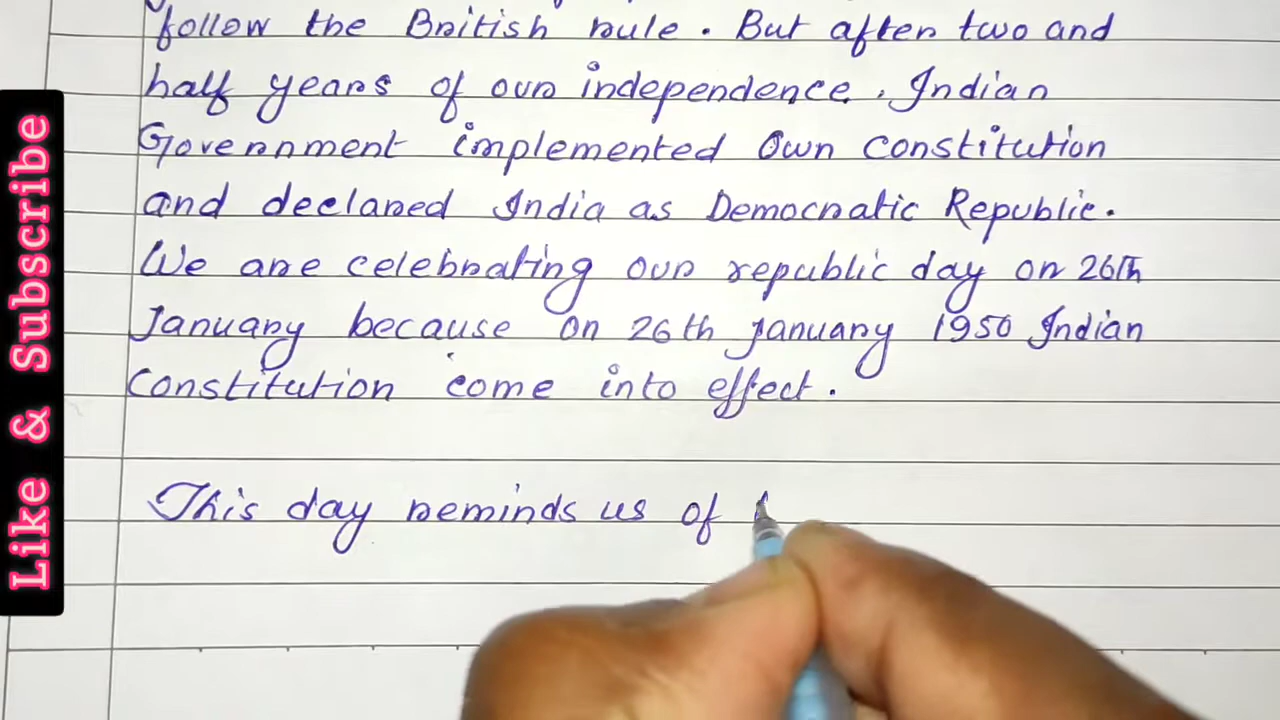 follow the British rule. But after two and
half years of our independence. Indian
Government implemented Own constitution
and declared India as Democratic Republic.
We are celebrating our republic day on 26th
January because on 26th January 1950 Indian
constitution come into effect.
This day reminds us of
Like & Subscribe